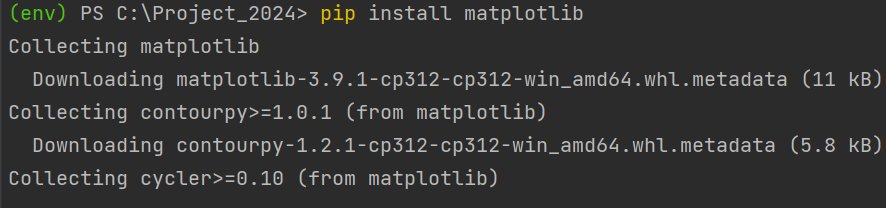 (env) PS C:\Project_2024> pip install matplotlib
Collecting matplotlib
  Downloading matplotlib-3.9.1-cp312-cp312-win_amd64.whl.metadata (11 kB)
Collecting contourpy>=1.0.1 (from matplotlib)
  Downloading contourpy-1.2.1-cp312-cp312-win_amd64.whl.metadata (5.8 kB)
Collecting cycler>=0.10 (from matplotlib)